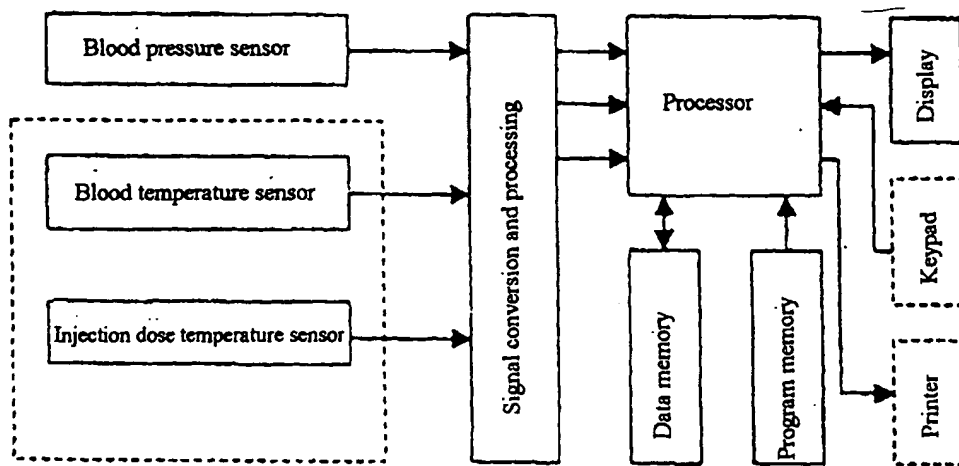 Blood pressure sensor
Blood temperature sensor
Injection dose temperature sensor
Signal conversion and processing
Processor
Data memory
Program memory
Display
Keypad
Printer